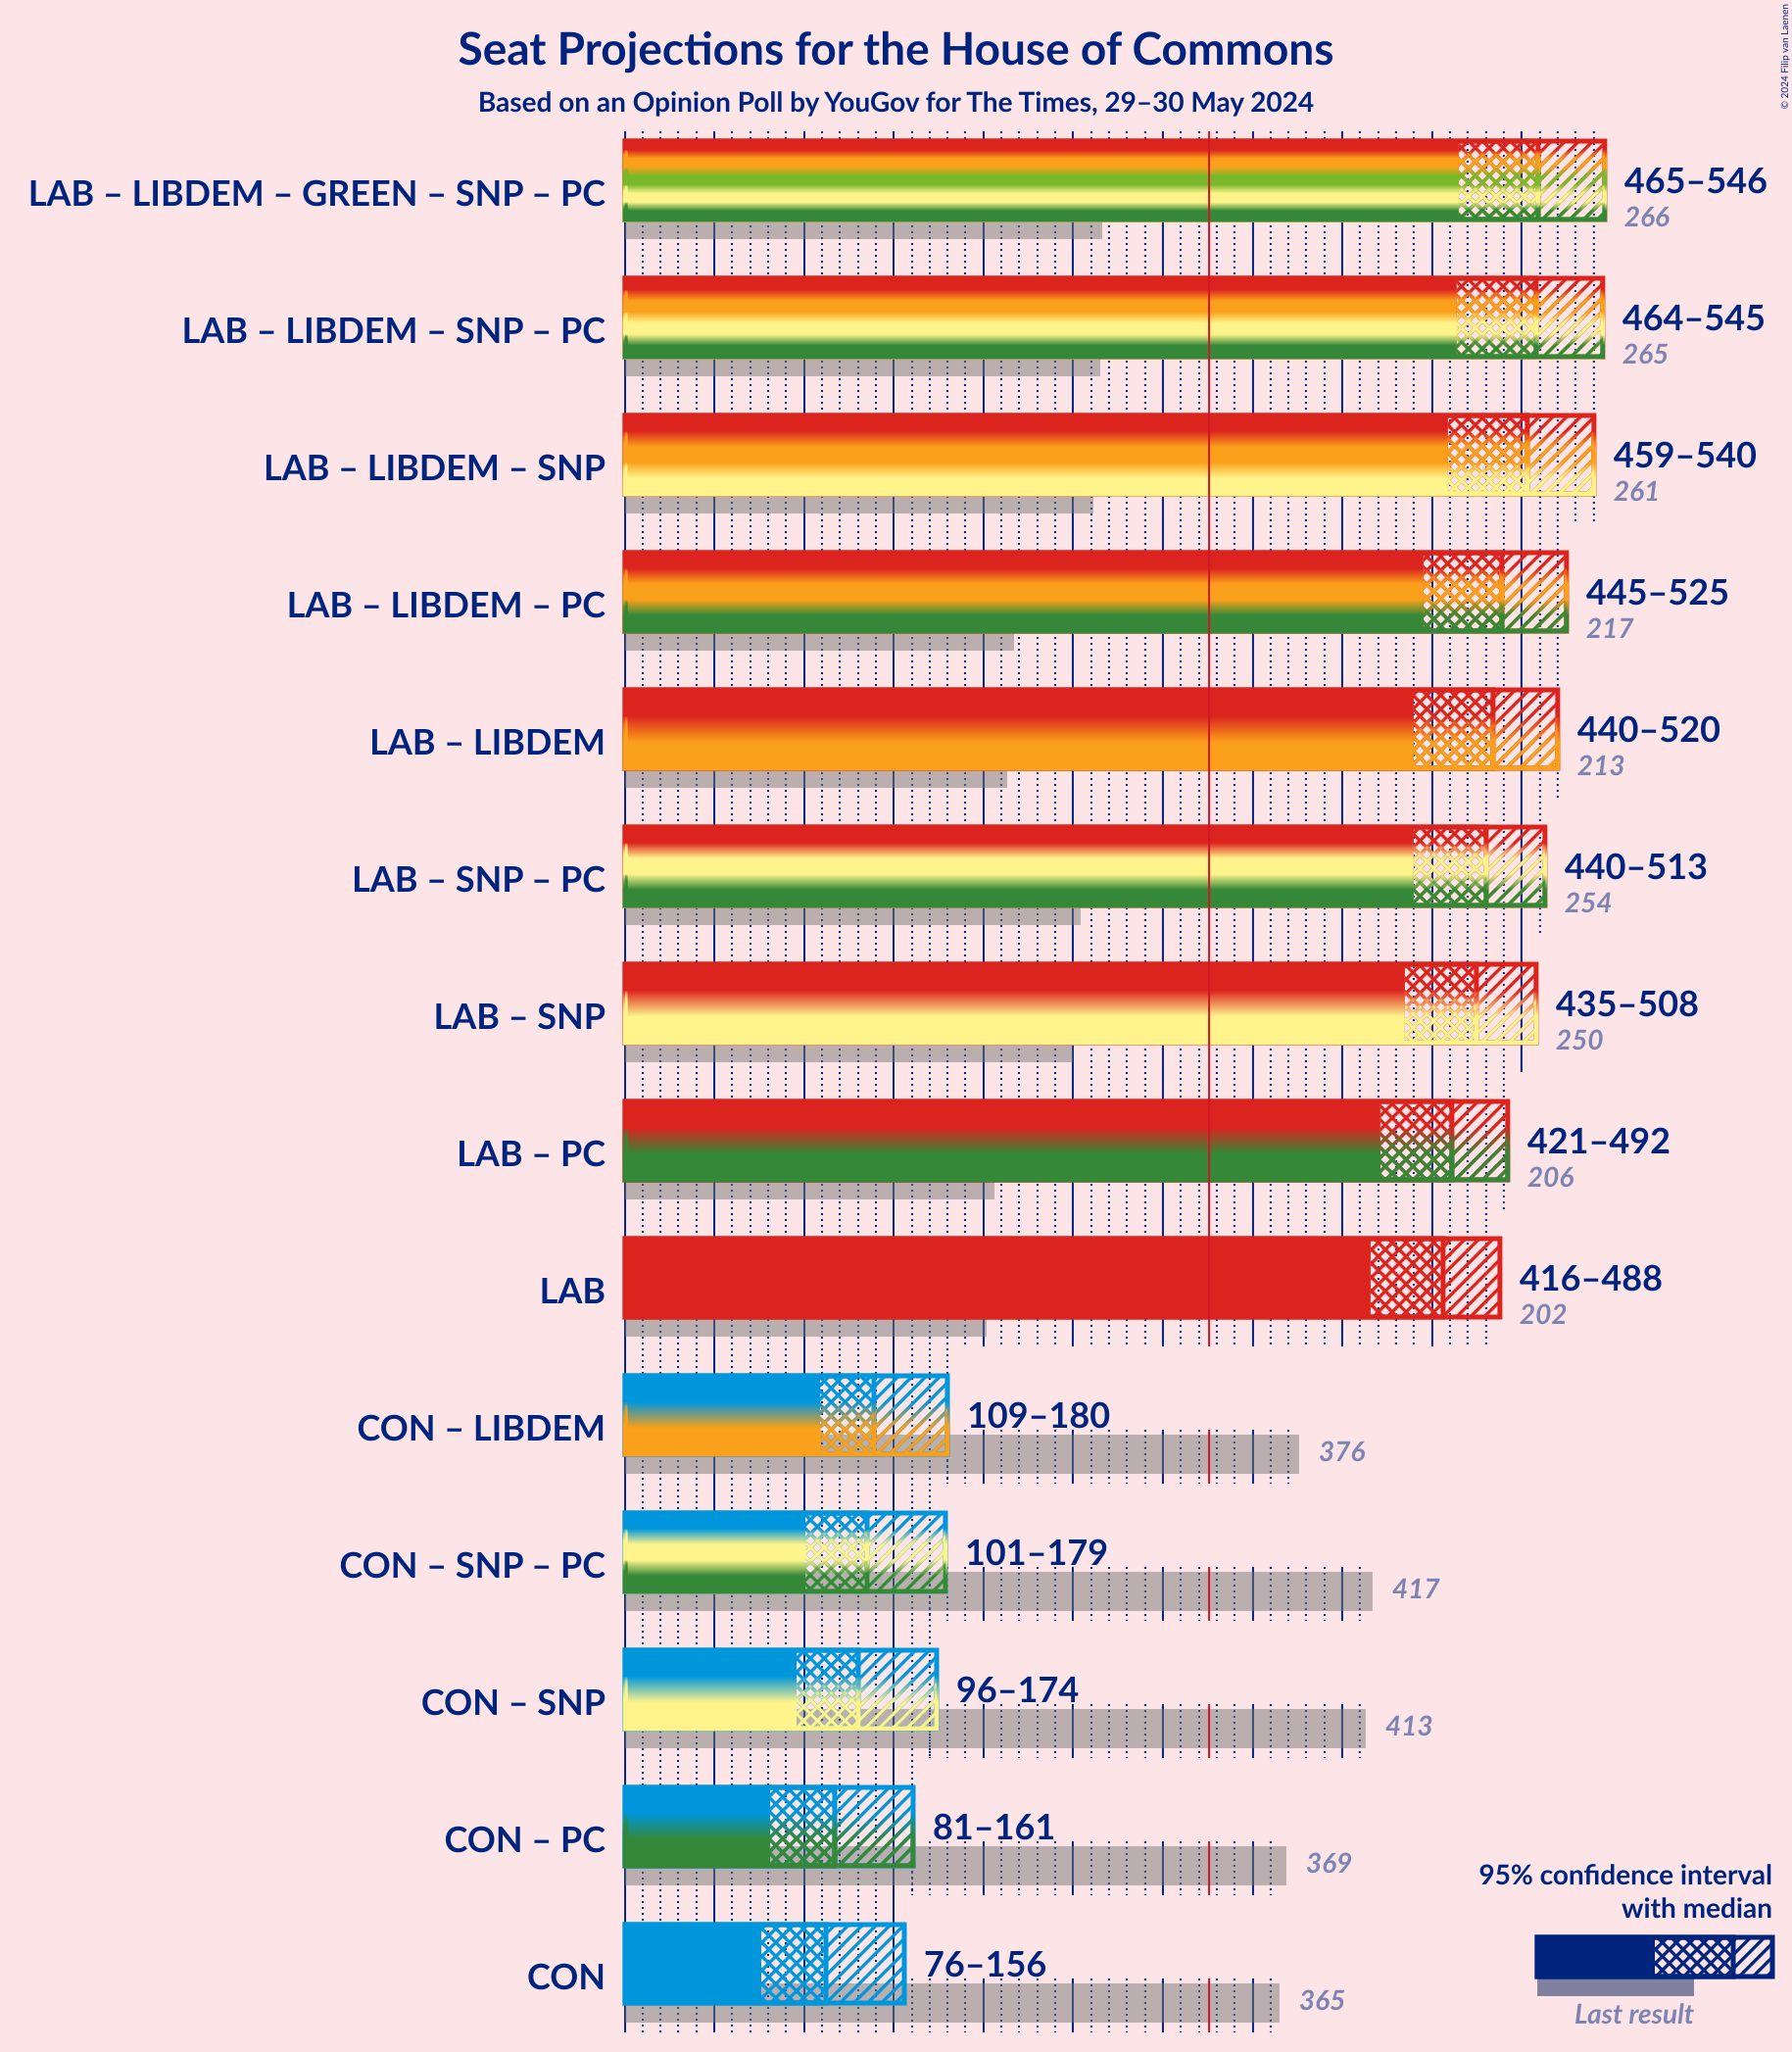 Seat Projections for the House of Commons
Based on an Opinion Poll by YouGov for The Times, 29–30 May 2024
© 2024 Filip van Laenen
LAB – LIBDEM – GREEN – SNP – PC
465–546
266
LAB – LIBDEM – SNP – PC
464–545
265
LAB – LIBDEM – SNP
459–540
261
LAB – LIBDEM – PC
445–525
217
LAB – LIBDEM
440–520
213
LAB – SNP – PC
440–513
254
LAB – SNP
435–508
250
LAB – PC
421–492
206
LAB
416–488
202
CON – LIBDEM
109–180
376
CON – SNP – PC
101–179
417
CON – SNP
96–174
413
CON – PC
81–161
369
CON
76–156
365
95% confidence interval
with median
Last result